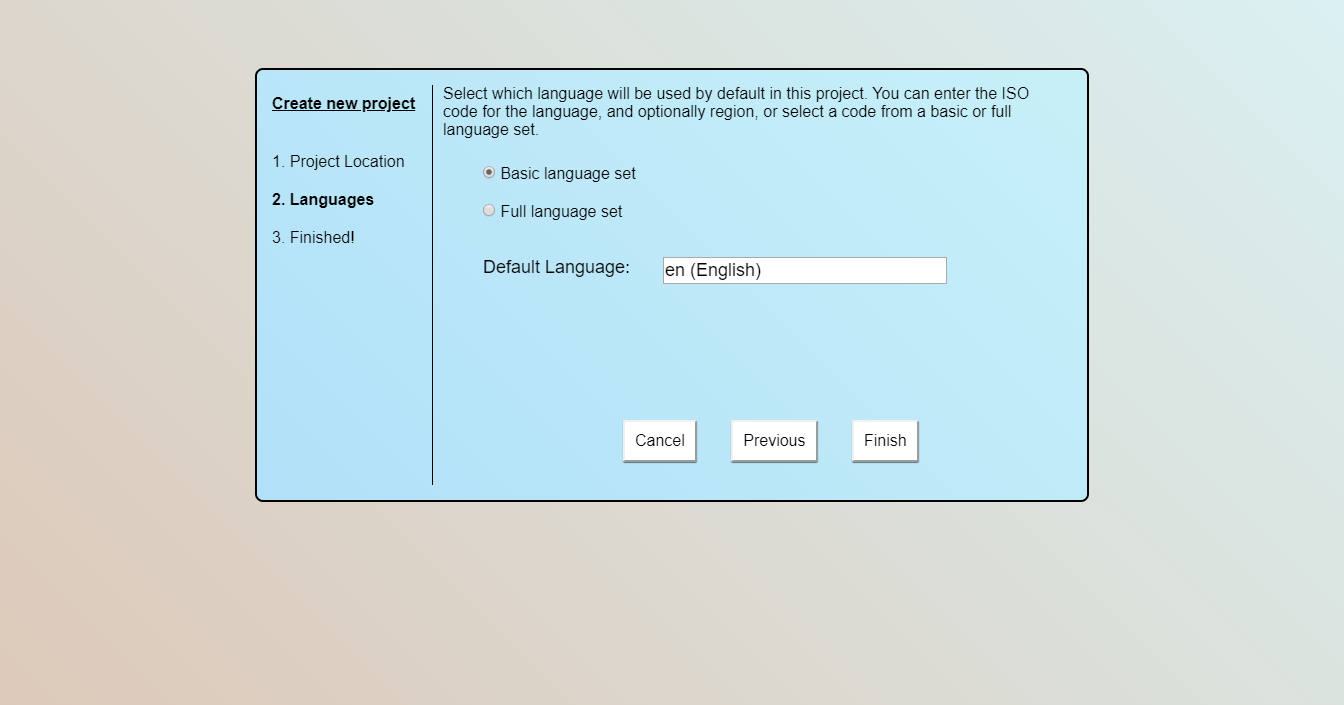 Create new project
1. Project Location
2. Languages
3. Finished!
Select which language will be used by default in this project. You can enter the ISO
code for the language, and optionally region, or select a code from a basic or full
language set.
Basic language set
Full language set
Default Language: en (English)
Cancel Previous Finish